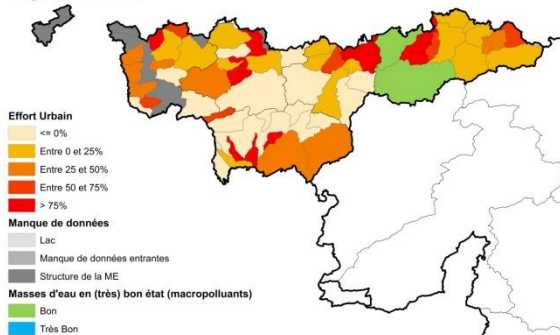 Effort Urbain
<= 0%
Entre 0 et 25%
Entre 25 et 50%
Entre 50 et 75%
> 75%
Manque de données
Lac
Manque de données entrantes
Structure de la ME
Masses d'eau en (très) bon état (macropolluants)
Bon
Très Bon